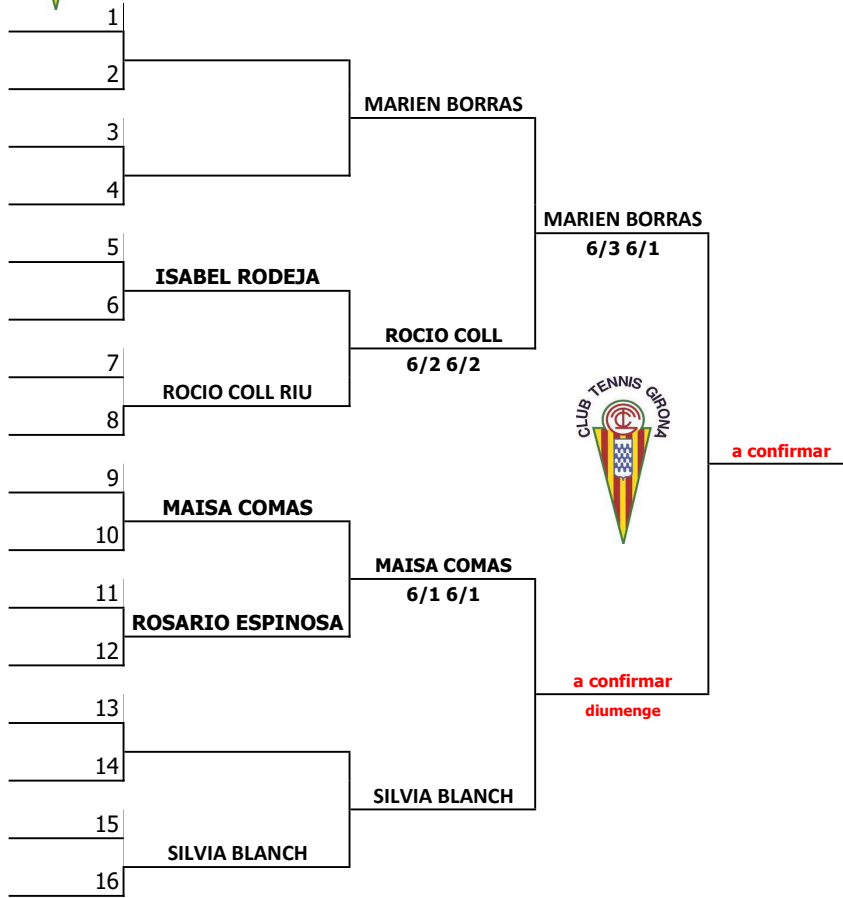 1
2
MARIEN BORRAS
3
4
MARIEN BORRAS
6/3 6/1
5
ISABEL RODEJA
6
ROCIO COLL
6/2 6/2
7
ROCIO COLL RIU
8
CLUB TENNIS GIRONA
a confirmar
9
MAISA COMAS
10
MAISA COMAS
6/1 6/1
11
ROSARIO ESPINOSA
12
a confirmar
diumenge
13
14
SILVIA BLANCH
15
SILVIA BLANCH
16